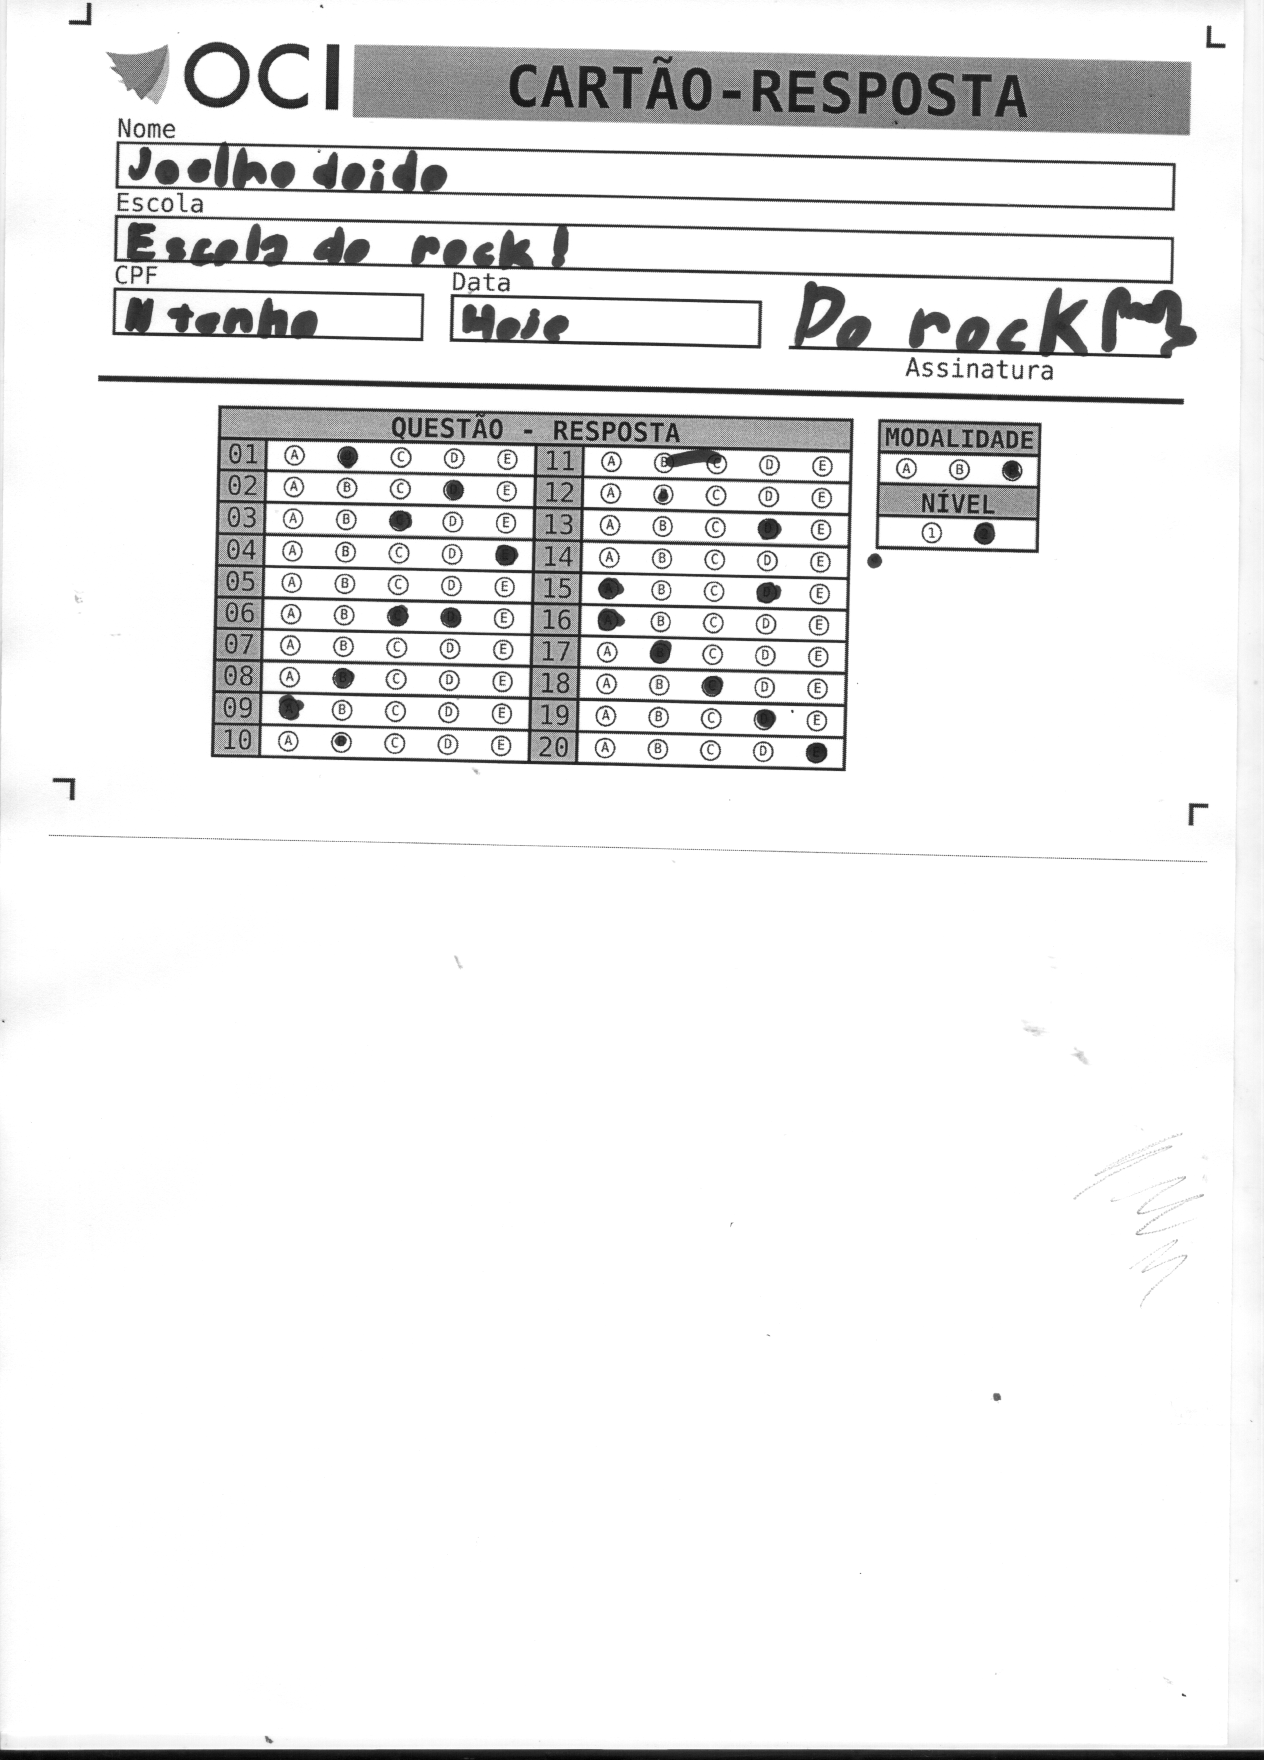 OCI CARTÃO-RESPOSTA
Nome
Joelho doido
Escola
Escola do rock!
CPF Data
N tenho Hoje Do rock
Assinatura
QUESTÃO - RESPOSTA MODALIDADE
01 A C D E 11 A B C D E A B
02 A B C E 12 A C D E NÍVEL
03 A B D E 13 A B C E 1
04 A B C D 14 A B C D E
05 A B C D E 15 B C E
06 A B E 16 B C D E
07 A B C D E 17 A C D E
08 A C D E 18 A B D E
09 B C D E 19 A B C E
10 A B C D E 20 A B C D